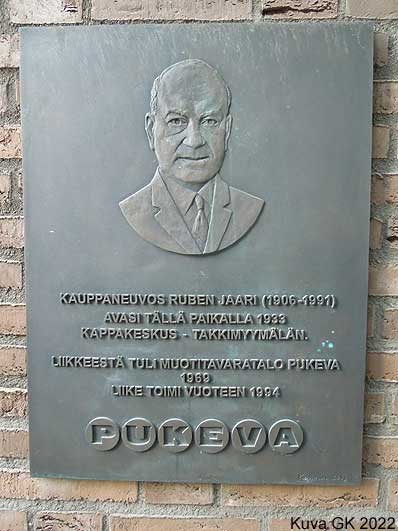 KAUPPANEUVOS RUBEN JAARI (1906-1991)
AVASI TÄLLÄ PAIKALLA 1933
KAPPAKESKUS - TAKKIMYYMÄLÄN.
LIIKKEESTÄ TULI MUOTITAVARATALO PUKEVA
1969
LIIKE TOIMI VUOTEEN 1994
PUKEVA
Kuva GK 2022